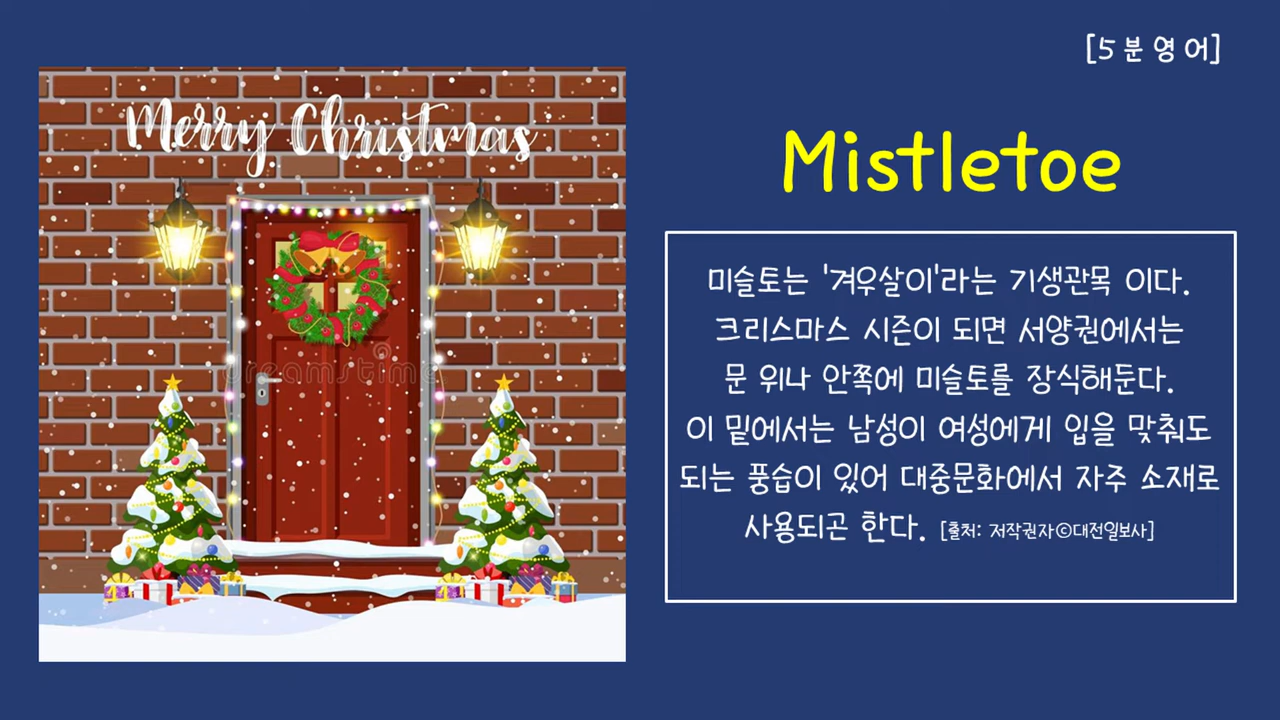 [5분영어]
Merry Christmas
Mistletoe
미슬토는 '겨우살이'라는 기생관목 이다.
크리스마스 시즌이 되면 서양권에서는
문 위나 안쪽에 미슬토를 장식해둔다.
이 밑에서는 남성이 여성에게 입을 맞춰도
되는 풍습이 있어 대중문화에서 자주 소재로
사용되곤 한다. [출처: 저작권자©대전일보사]
dreamstime